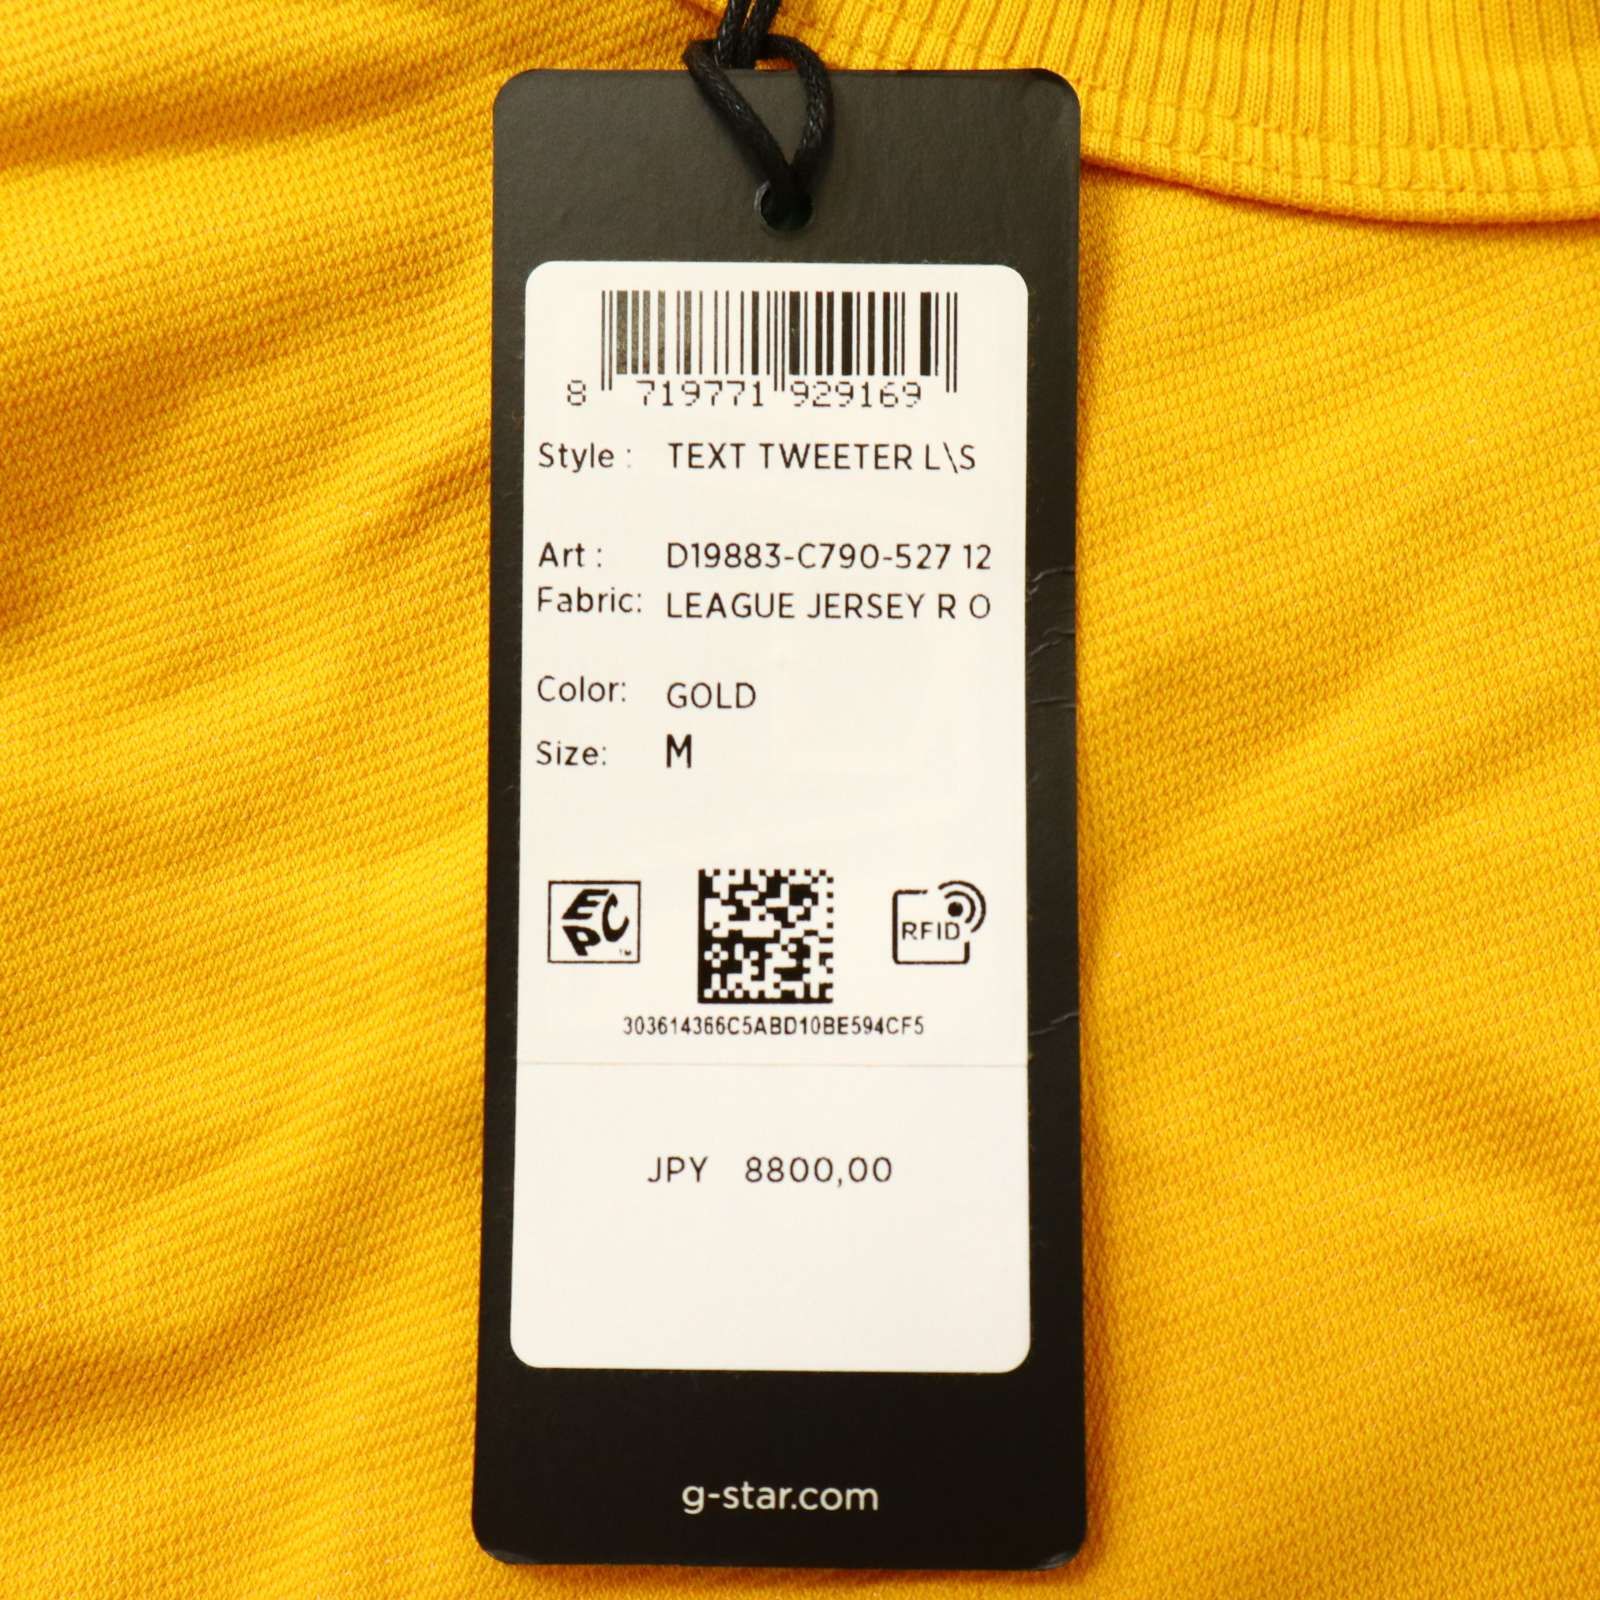 8 719771 929169
Style : TEXT TWEETER L\S
Art : D19883-C790-527 12
Fabric: LEAGUE JERSEY R O
Color: GOLD
Size: M
EPC™
RFID
303614366C5ABD10BE594CF5
JPY 8800,00
g-star.com